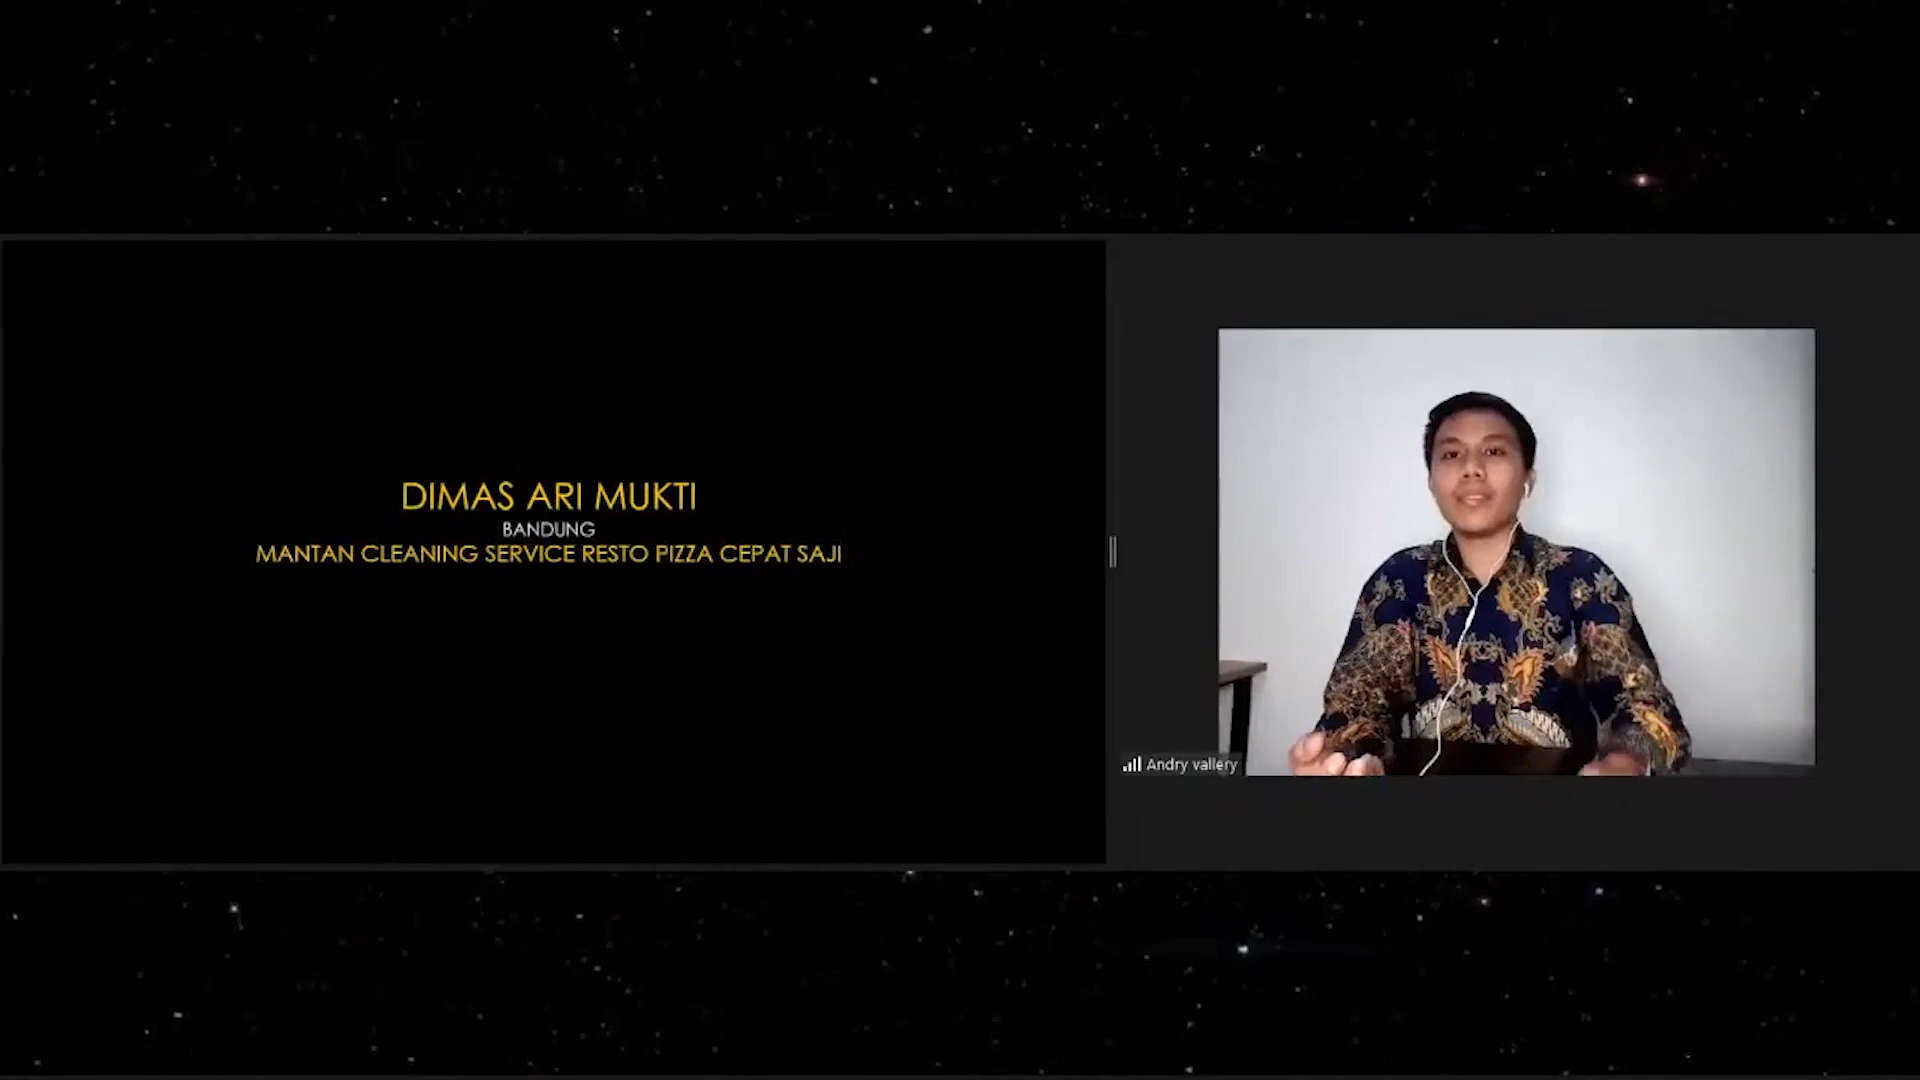 DIMAS ARI MUKTI
BANDUNG
MANTAN CLEANING SERVICE RESTO PIZZA CEPAT SAJI
Andry vallery